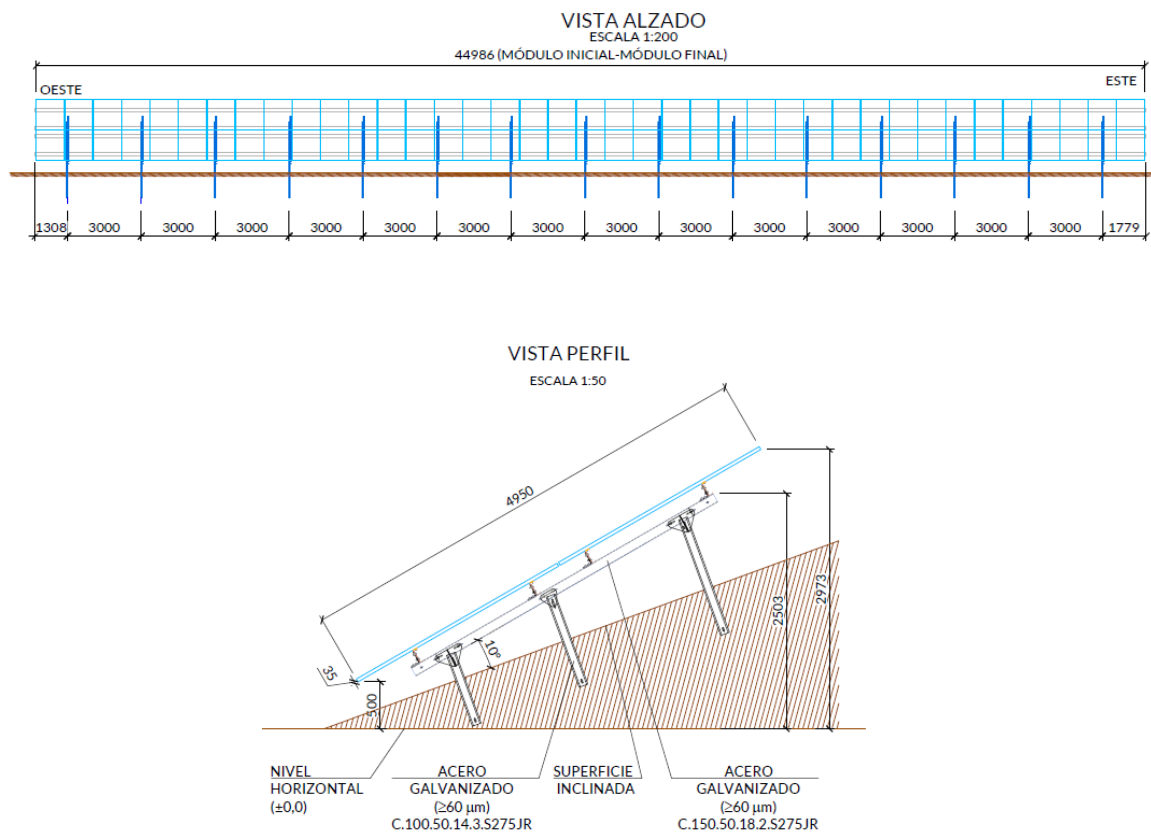 VISTA ALZADO
ESCALA 1:200
44986 (MÓDULO INICIAL-MÓDULO FINAL)
OESTE
ESTE
1308 3000 3000 3000 3000 3000 3000 3000 3000 3000 3000 3000 3000 3000 3000 1779
VISTA PERFIL
ESCALA 1:50
4950
35
500
10°
2503
2973
NIVEL
HORIZONTAL
(±0,0)
ACERO
GALVANIZADO
(≥60 µm)
C.100.50.14.3.S275JR
SUPERFICIE
INCLINADA
ACERO
GALVANIZADO
(≥60 µm)
C.150.50.18.2.S275JR